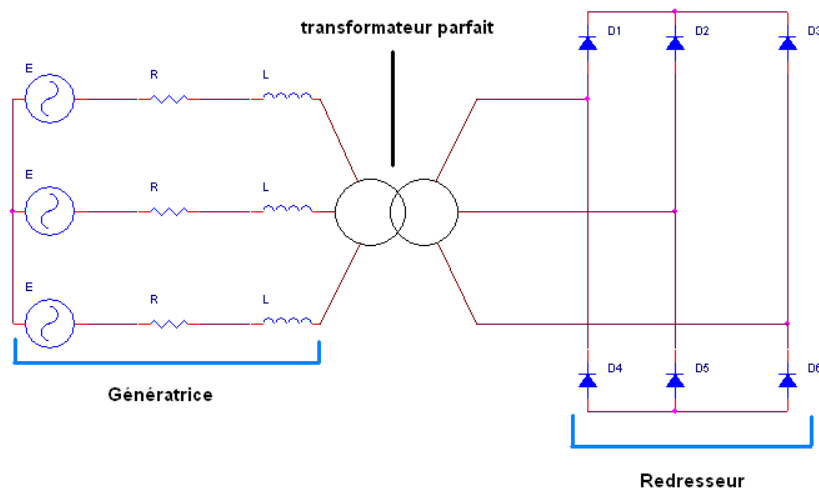 transformateur parfait
D1 D2 D3
E R L
E R L
E R L
D4 D5 D6
Génératrice
Redresseur